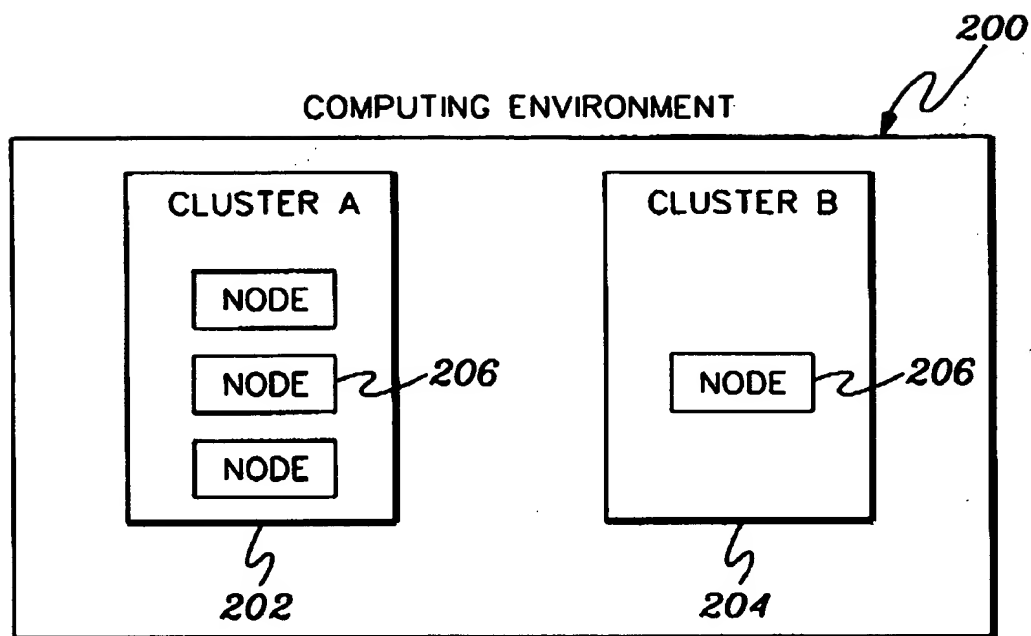 200
COMPUTING ENVIRONMENT
CLUSTER A
NODE
NODE
206
NODE
202
CLUSTER B
NODE
206
204